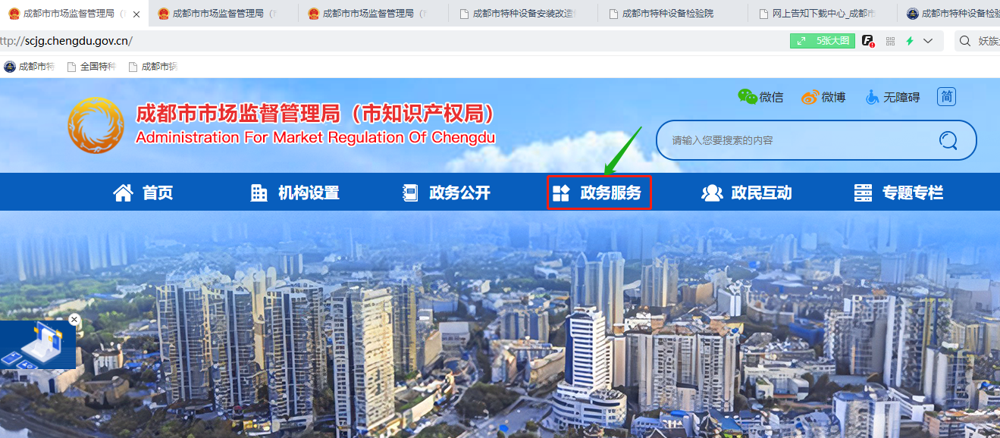 成都市市场监督管理局（
成都市市场监督管理局（
成都市市场监督管理局（
成都市特种设备安装改造
成都市特种设备检验院
网上告知下载中心_成都市
成都市特种设备检验
ttp://scjg.chengdu.gov.cn/
5张大图
妖族
成都市特
全国特种
成都市锅
微信
微博
无障碍
简
成都市市场监督管理局（市知识产权局）
Administration For Market Regulation Of Chengdu
请输入您要搜索的内容
首页
机构设置
政务公开
政务服务
政民互动
专题专栏